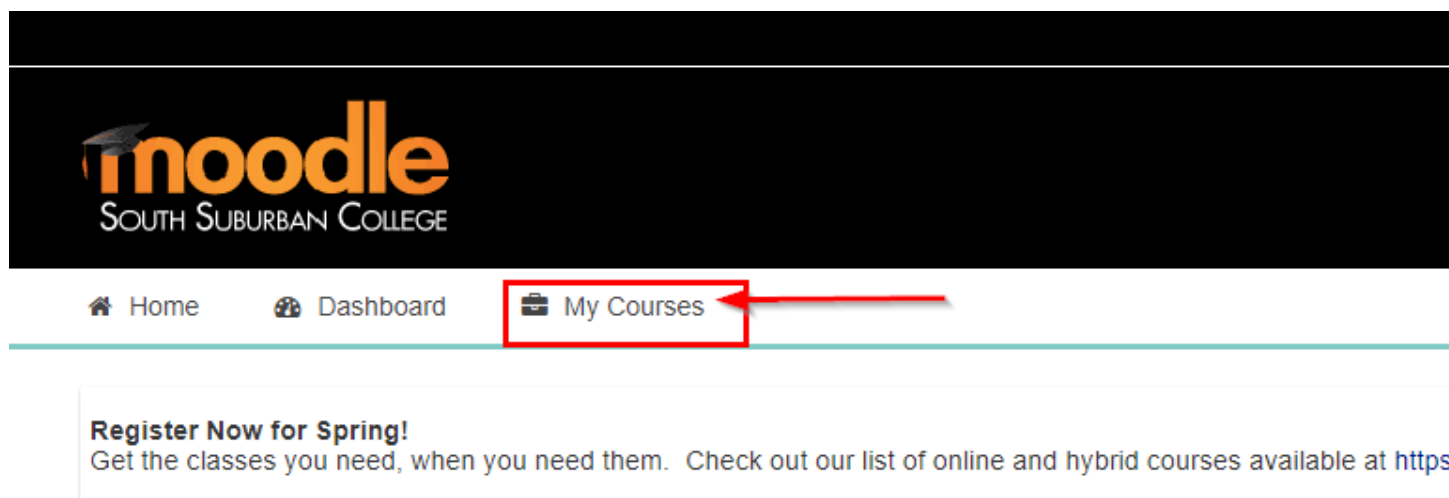 moodle
SOUTH SUBURBAN COLLEGE
Home Dashboard My Courses
Register Now for Spring!
Get the classes you need, when you need them. Check out our list of online and hybrid courses available at https